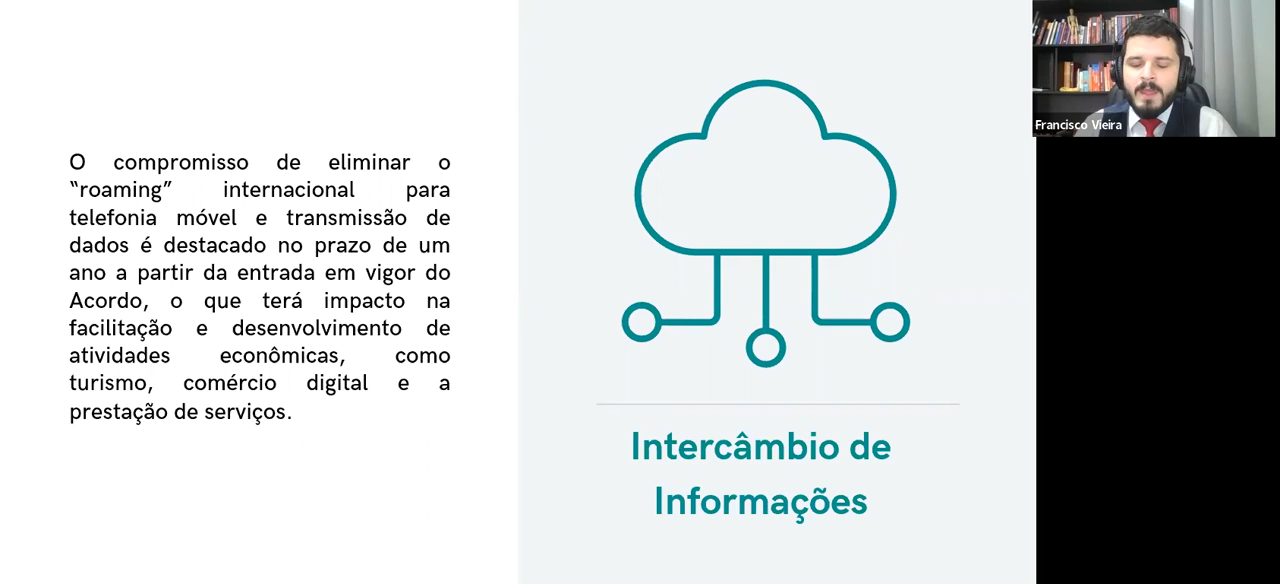 O compromisso de eliminar o
“roaming” internacional para
telefonia móvel e transmissão de
dados é destacado no prazo de um
ano a partir da entrada em vigor do
Acordo, o que terá impacto na
facilitação e desenvolvimento de
atividades econômicas, como
turismo, comércio digital e a
prestação de serviços.
Intercâmbio de
Informações
Francisco Vieira